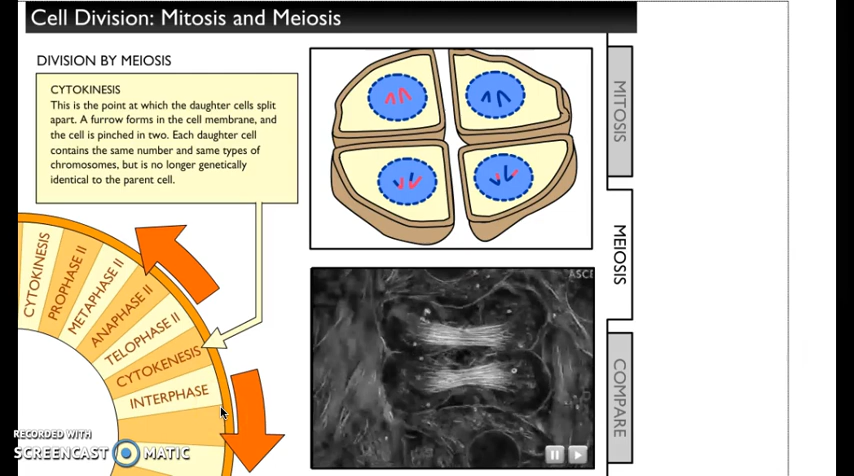 Cell Division: Mitosis and Meiosis
DIVISION BY MEIOSIS
CYTOKINESIS
This is the point at which the daughter cells split
apart. A furrow forms in the cell membrane, and
the cell is pinched in two. Each daughter cell
contains the same number and same types of
chromosomes, but is no longer genetically
identical to the parent cell.
MITOSIS
MEIOSIS
COMPARE
ASCB
CYTOKINESIS
PROPHASE II
METAPHASE II
ANAPHASE II
TELOPHASE II
CYTOKENESIS
INTERPHASE
RECORDED WITH
SCREENCAST MATIC